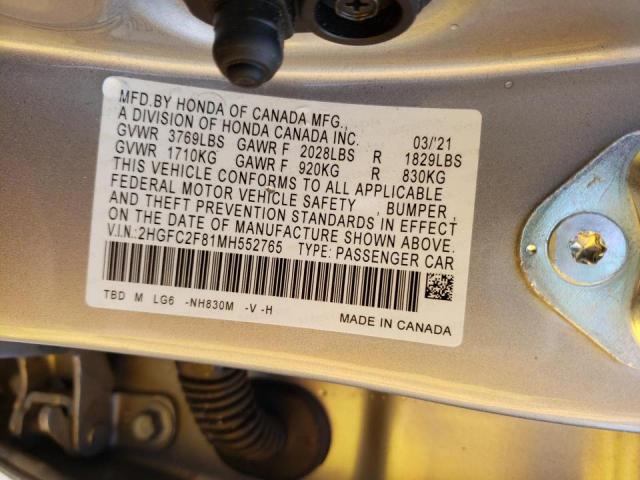 MFD.BY HONDA OF CANADA MFG.,
A DIVISION OF HONDA CANADA INC. 03/'21
GVWR 3769LBS GAWR F 2028LBS R 1829LBS
GVWR 1710KG GAWR F 920KG R 830KG
THIS VEHICLE CONFORMS TO ALL APPLICABLE
FEDERAL MOTOR VEHICLE SAFETY , BUMPER,
AND THEFT PREVENTION STANDARDS IN EFFECT
ON THE DATE OF MANUFACTURE SHOWN ABOVE.
V.I.N.:2HGFC2F81MH552765 TYPE: PASSENGER CAR
TBD M LG6 -NH830M -V -H
MADE IN CANADA